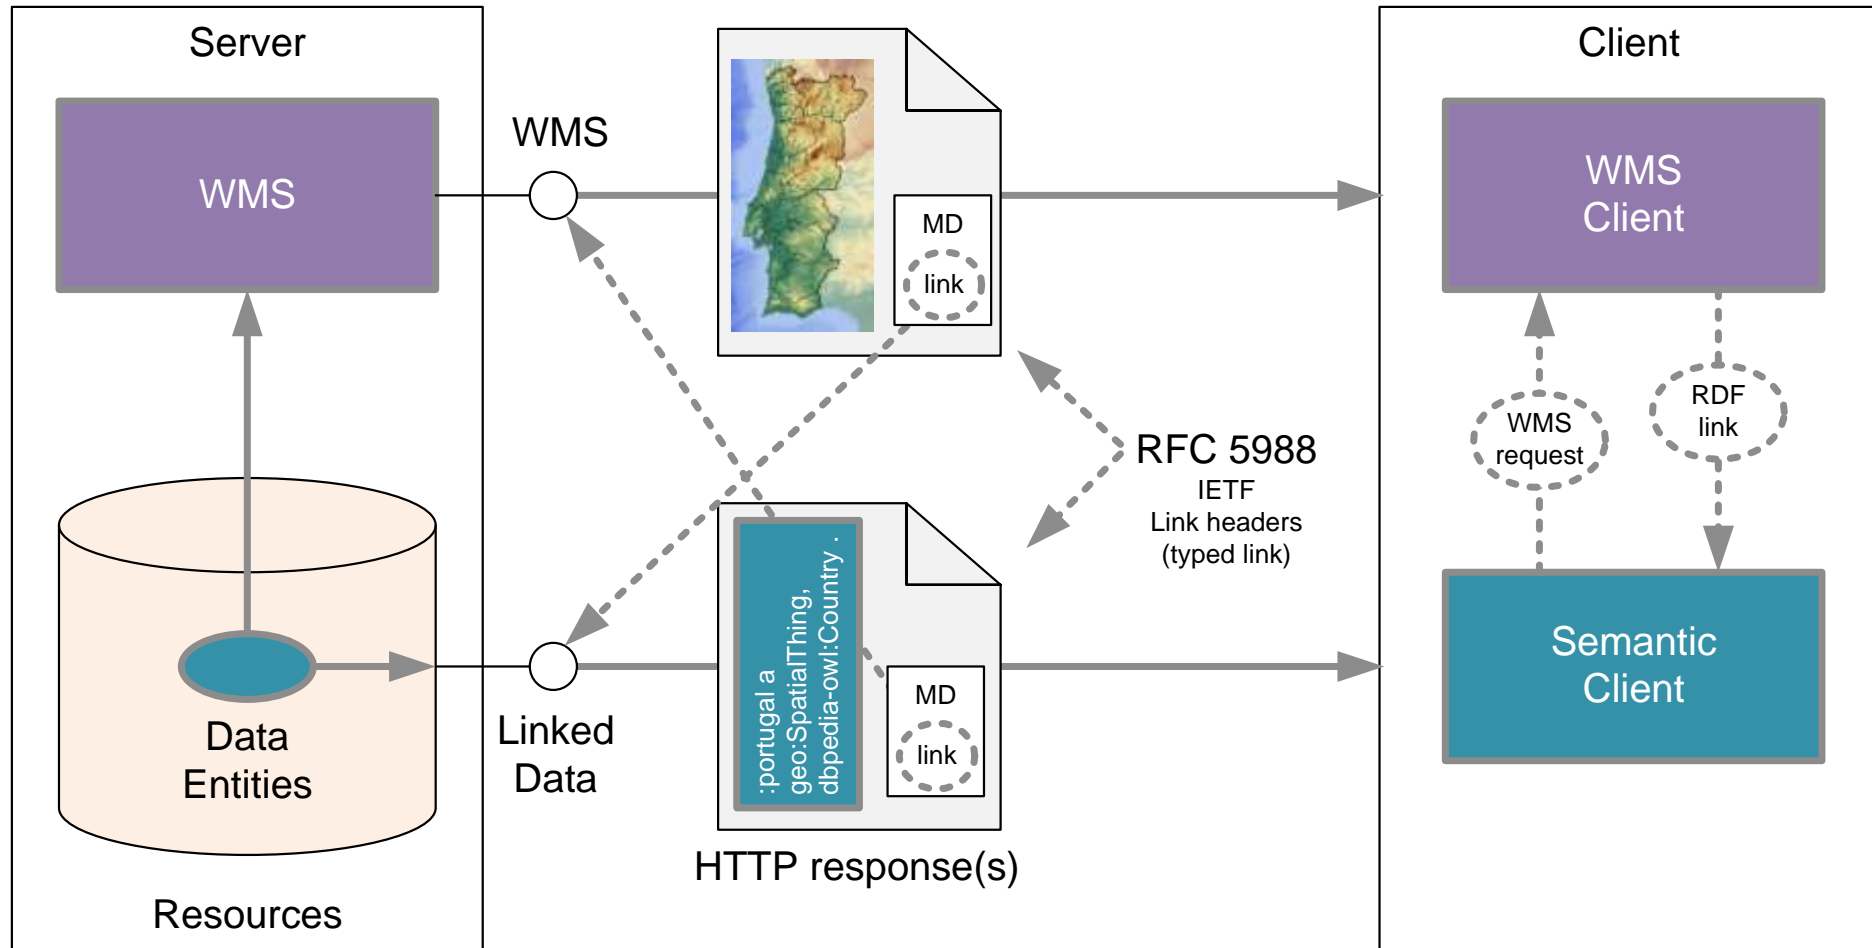 Server
WMS
Data
Entities
Resources
WMS
Linked
Data
MD
link
:portugal a
geo:SpatialThing,
dbpedia-owl:Country .
MD
link
HTTP response(s)
RFC 5988
IETF
Link headers
(typed link)
Client
WMS
Client
WMS
request
RDF
link
Semantic
Client